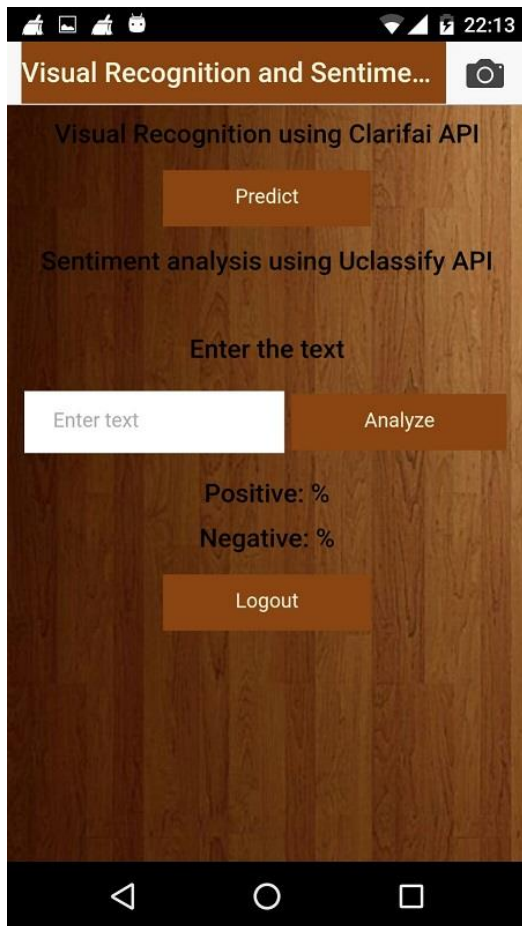 22:13
Visual Recognition and Sentime...
Visual Recognition using Clarifai API
Predict
Sentiment analysis using Uclassify API
Enter the text
Enter text
Analyze
Positive: %
Negative: %
Logout